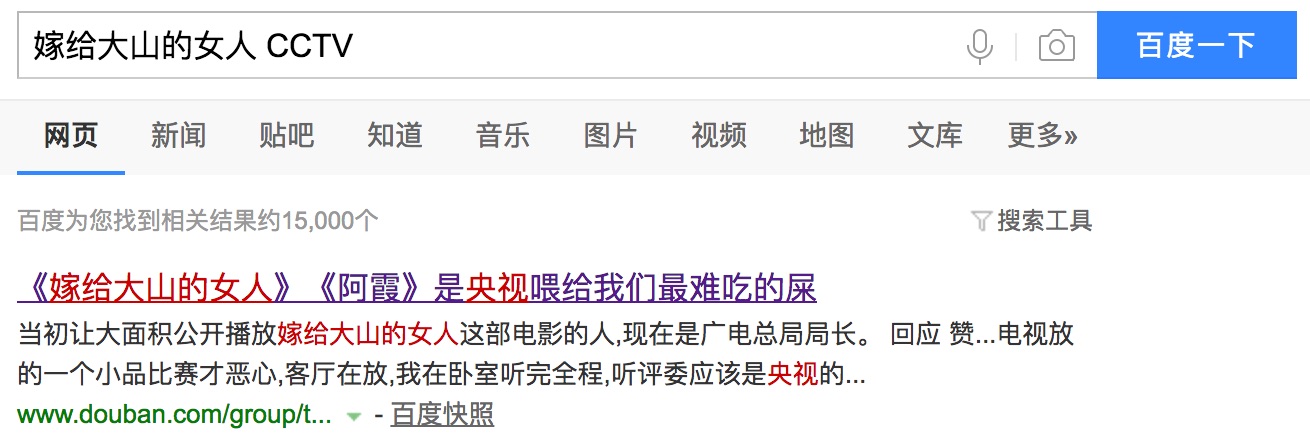 嫁给大山的女人 CCTV 百度一下
网页 新闻 贴吧 知道 音乐 图片 视频 地图 文库 更多»
百度为您找到相关结果约15,000个 搜索工具
《嫁给大山的女人》《阿霞》是央视喂给我们最难吃的屎
当初让大面积公开播放嫁给大山的女人这部电影的人,现在是广电总局局长。 回应 赞...电视放
的一个小品比赛才恶心,客厅在放,我在卧室听完全程,听评委应该是央视的...
www.douban.com/group/t... - 百度快照